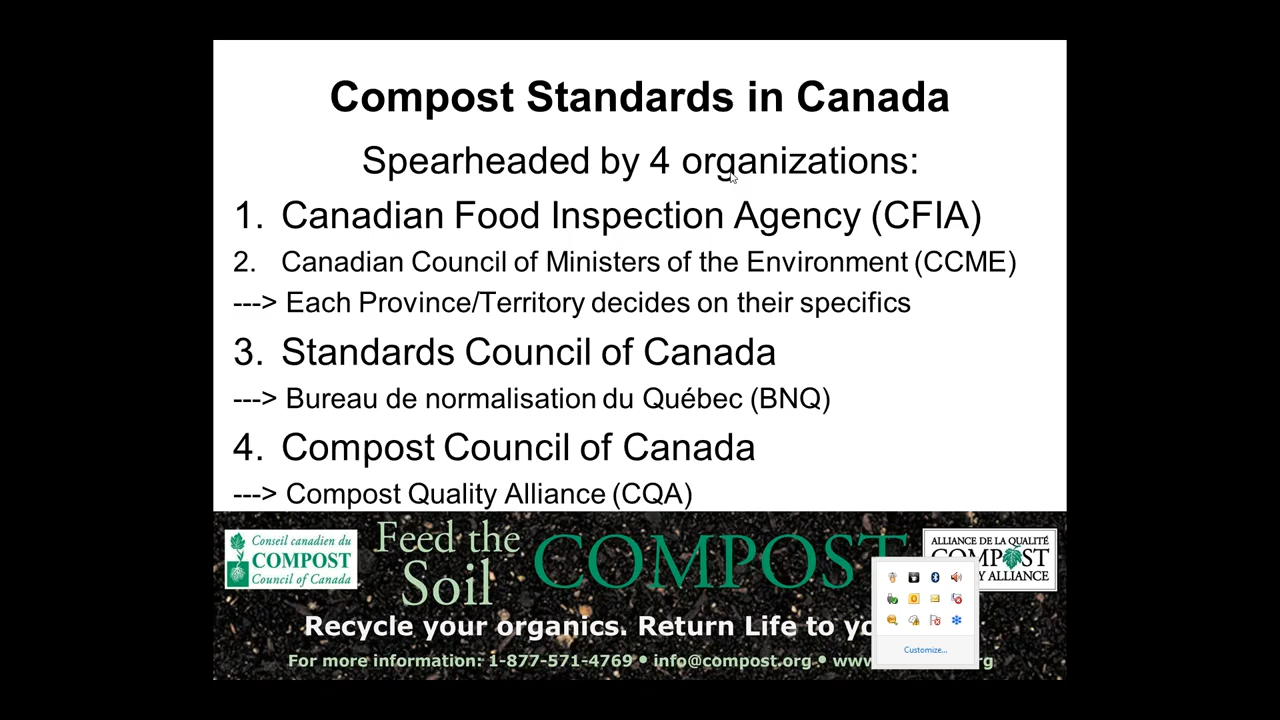 Compost Standards in Canada
Spearheaded by 4 organizations:
1. Canadian Food Inspection Agency (CFIA)
2. Canadian Council of Ministers of the Environment (CCME)
---> Each Province/Territory decides on their specifics
3. Standards Council of Canada
---> Bureau de normalisation du Québec (BNQ)
4. Compost Council of Canada
---> Compost Quality Alliance (CQA)
Conseil canadien du
COMPOST
Council of Canada
Feed the
Soil
COMPOST
ALLIANCE DE LA QUALITÉ
COMPOST
ALLIANCE
Recycle your organics. Return Life to
For more information: 1-877-571-4769 • info@compost.org •
Customize...